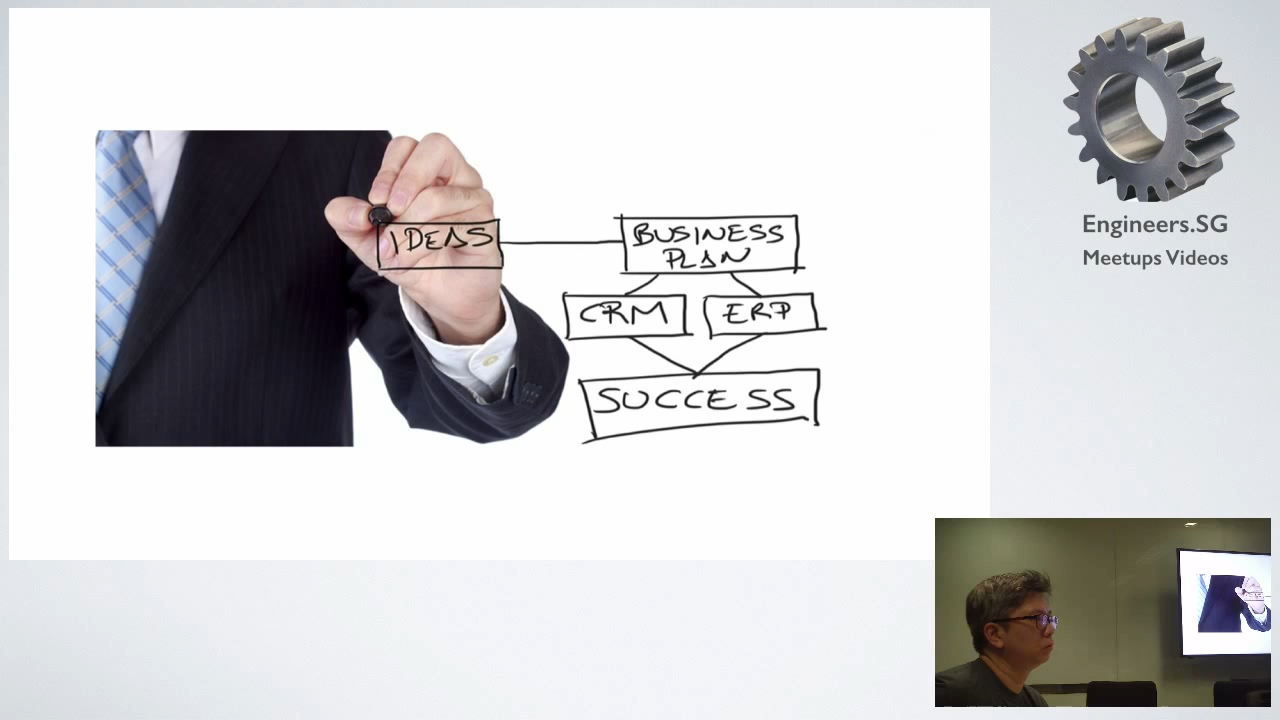 IDEAS
BUSINESS
PLAN
CRM
ERP
SUCCESS
Engineers.SG
Meetups Videos